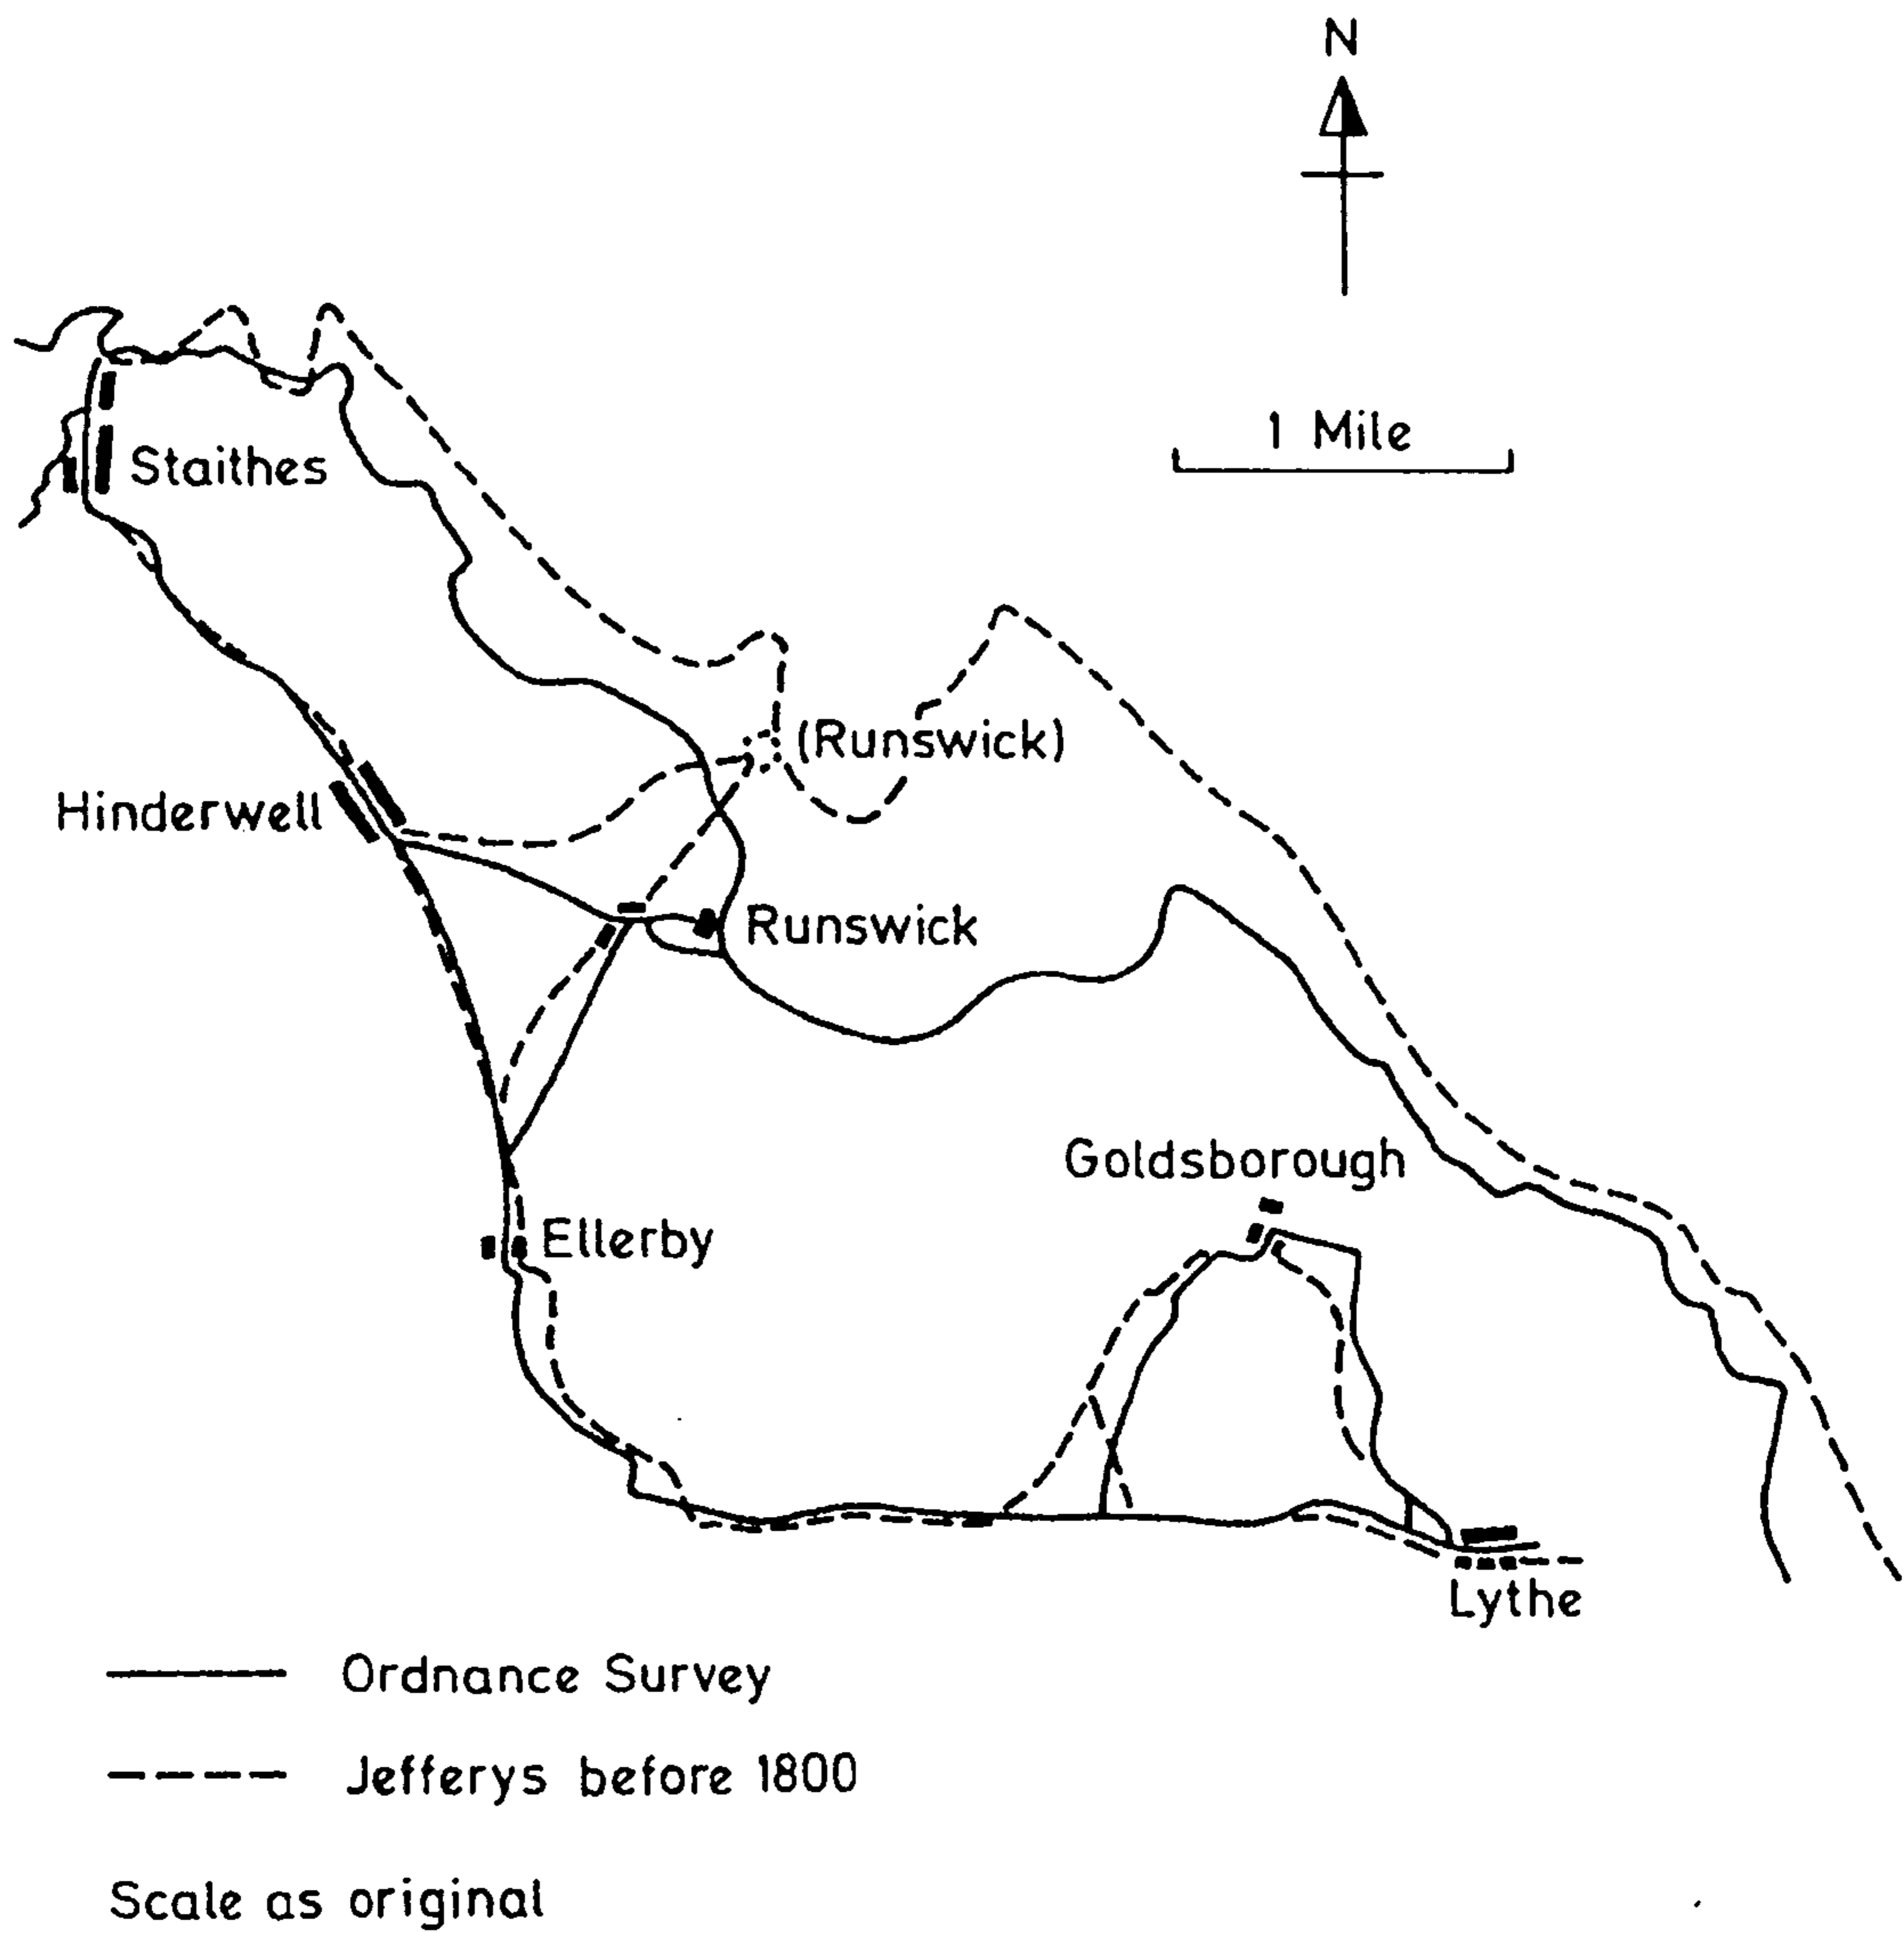 N
1 Mile
Staithes
(Runswick)
Hinderwell
Runswick
Goldsborough
Ellerby
Lythe
Ordnance Survey
Jefferys before 1800
Scale as original